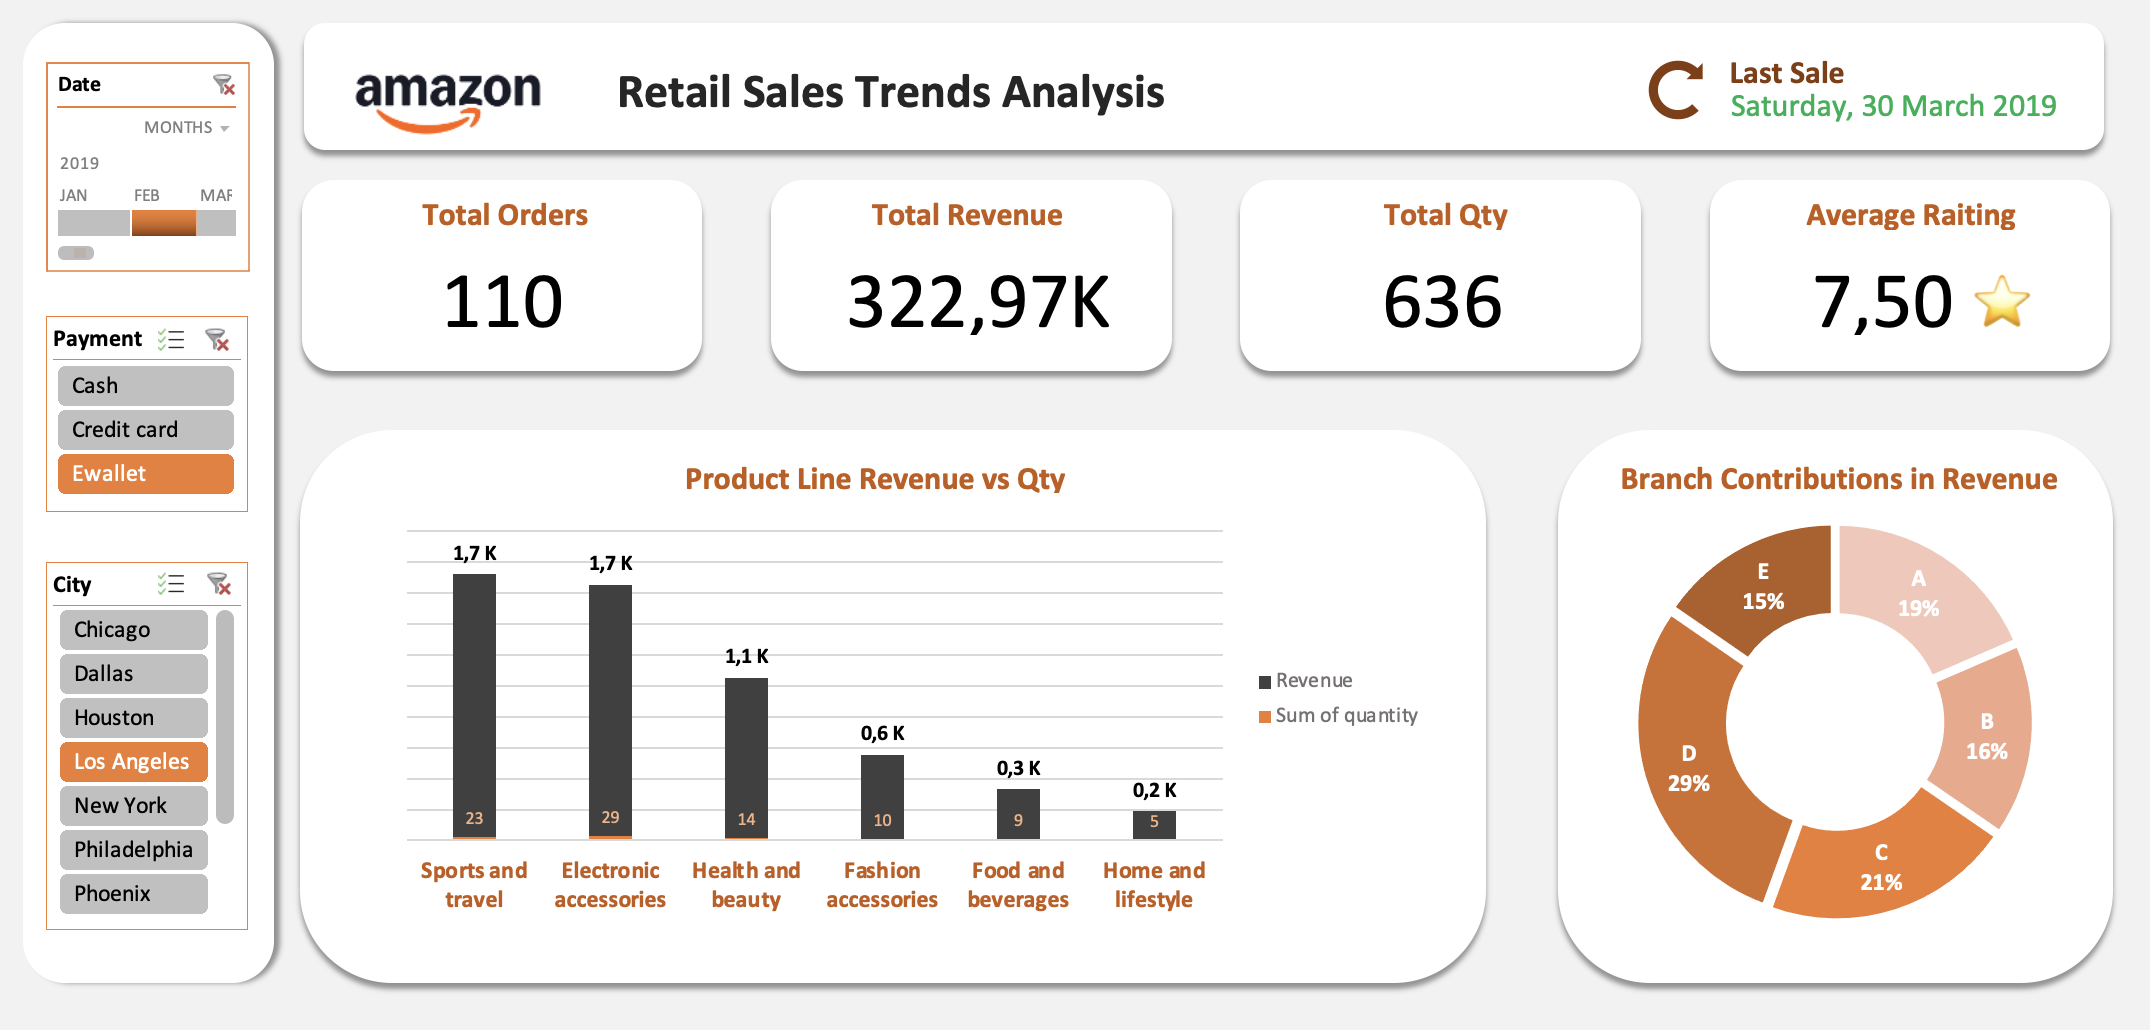 Date
MONTHS
2019
JAN FEB MAR
Payment
Cash
Credit card
Ewallet
City
Chicago
Dallas
Houston
Los Angeles
New York
Philadelphia
Phoenix
amazon
Retail Sales Trends Analysis
Last Sale
Saturday, 30 March 2019
Total Orders
110
Total Revenue
322,97K
Total Qty
636
Average Raiting
7,50
Product Line Revenue vs Qty
1,7 K
1,7 K
1,1 K
0,6 K
0,3 K
0,2 K
23
29
14
10
9
5
Sports and
travel
Electronic
accessories
Health and
beauty
Fashion
accessories
Food and
beverages
Home and
lifestyle
Revenue
Sum of quantity
Branch Contributions in Revenue
E
15%
A
19%
B
16%
D
29%
C
21%